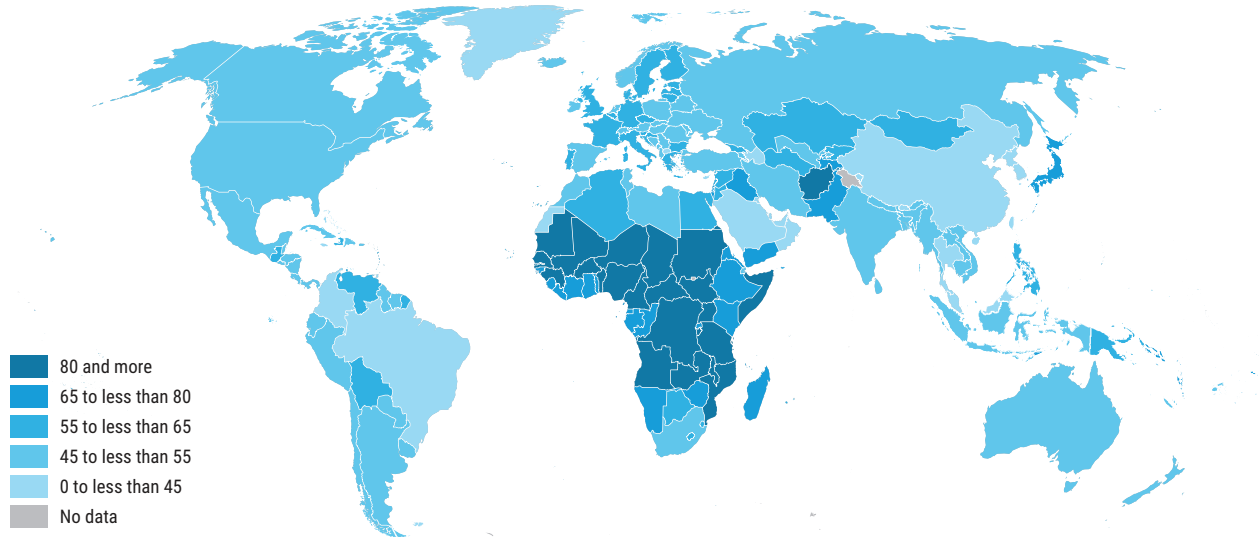 80 and more
65 to less than 80
55 to less than 65
45 to less than 55
0 to less than 45
No data